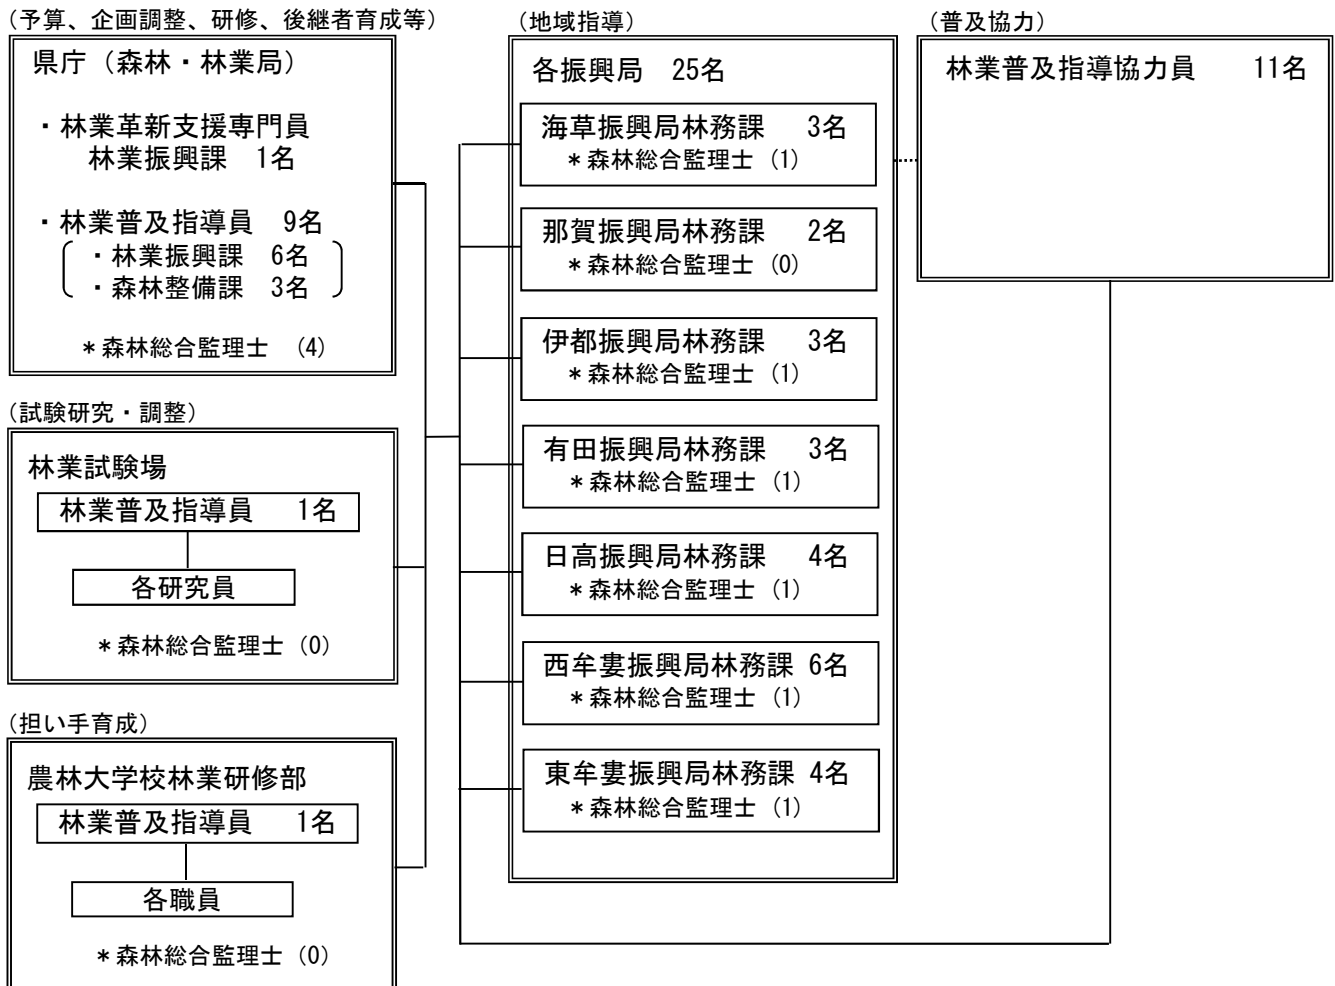 （予算、企画調整、研修、後継者育成等）
県庁（森林・林業局）
・林業革新支援専門員
林業振興課　1名
・林業普及指導員　9名
・林業振興課　6名
・森林整備課　3名
＊森林総合監理士　（4）
（試験研究・調整）
林業試験場
林業普及指導員　1名
各研究員
＊森林総合監理士（0）
（担い手育成）
農林大学校林業研修部
林業普及指導員　1名
各職員
＊森林総合監理士（0）
（地域指導）
各振興局　25名
海草振興局林務課　3名
＊森林総合監理士（1）
那賀振興局林務課　2名
＊森林総合監理士（0）
伊都振興局林務課　3名
＊森林総合監理士（1）
有田振興局林務課　3名
＊森林総合監理士（1）
日高振興局林務課　4名
＊森林総合監理士（1）
西牟婁振興局林務課 6名
＊森林総合監理士（1）
東牟婁振興局林務課 4名
＊森林総合監理士（1）
（普及協力）
林業普及指導協力員　11名